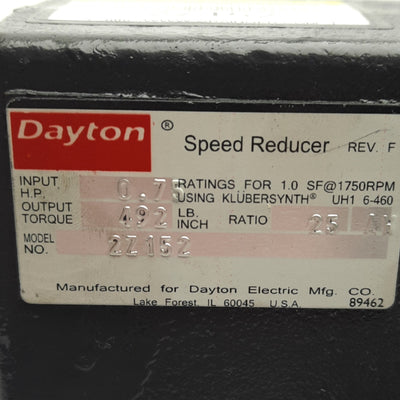 Dayton® Speed Reducer REV. F
INPUT H.P. 0.75 RATINGS FOR 1.0 SF@1750RPM
USING KLÜBERSYNTH® UH1 6-460
OUTPUT TORQUE 492 LB. INCH RATIO 25
MODEL NO. 2Z152
Manufactured for Dayton Electric Mfg. CO.
Lake Forest, IL 60045 U.S.A. 89462